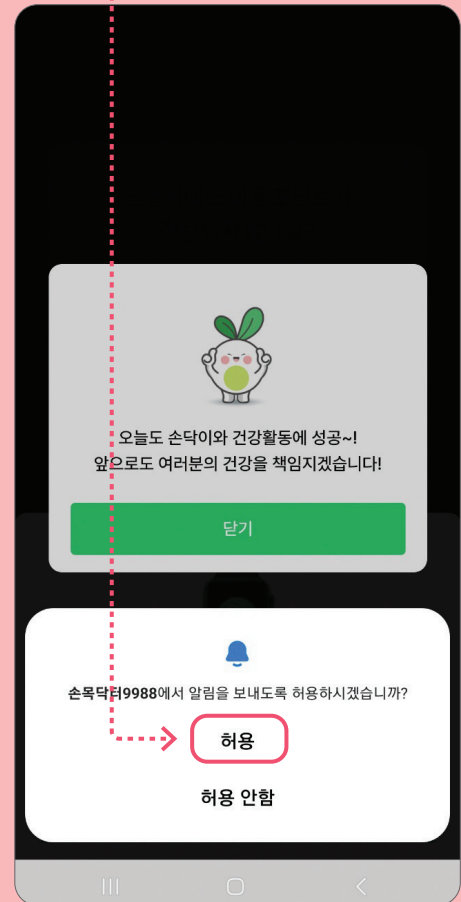 오늘도 손닥이와 건강활동에 성공~!
앞으로도 여러분의 건강을 책임지겠습니다!
닫기
손목닥터9988에서 알림을 보내도록 허용하시겠습니까?
허용
허용 안함